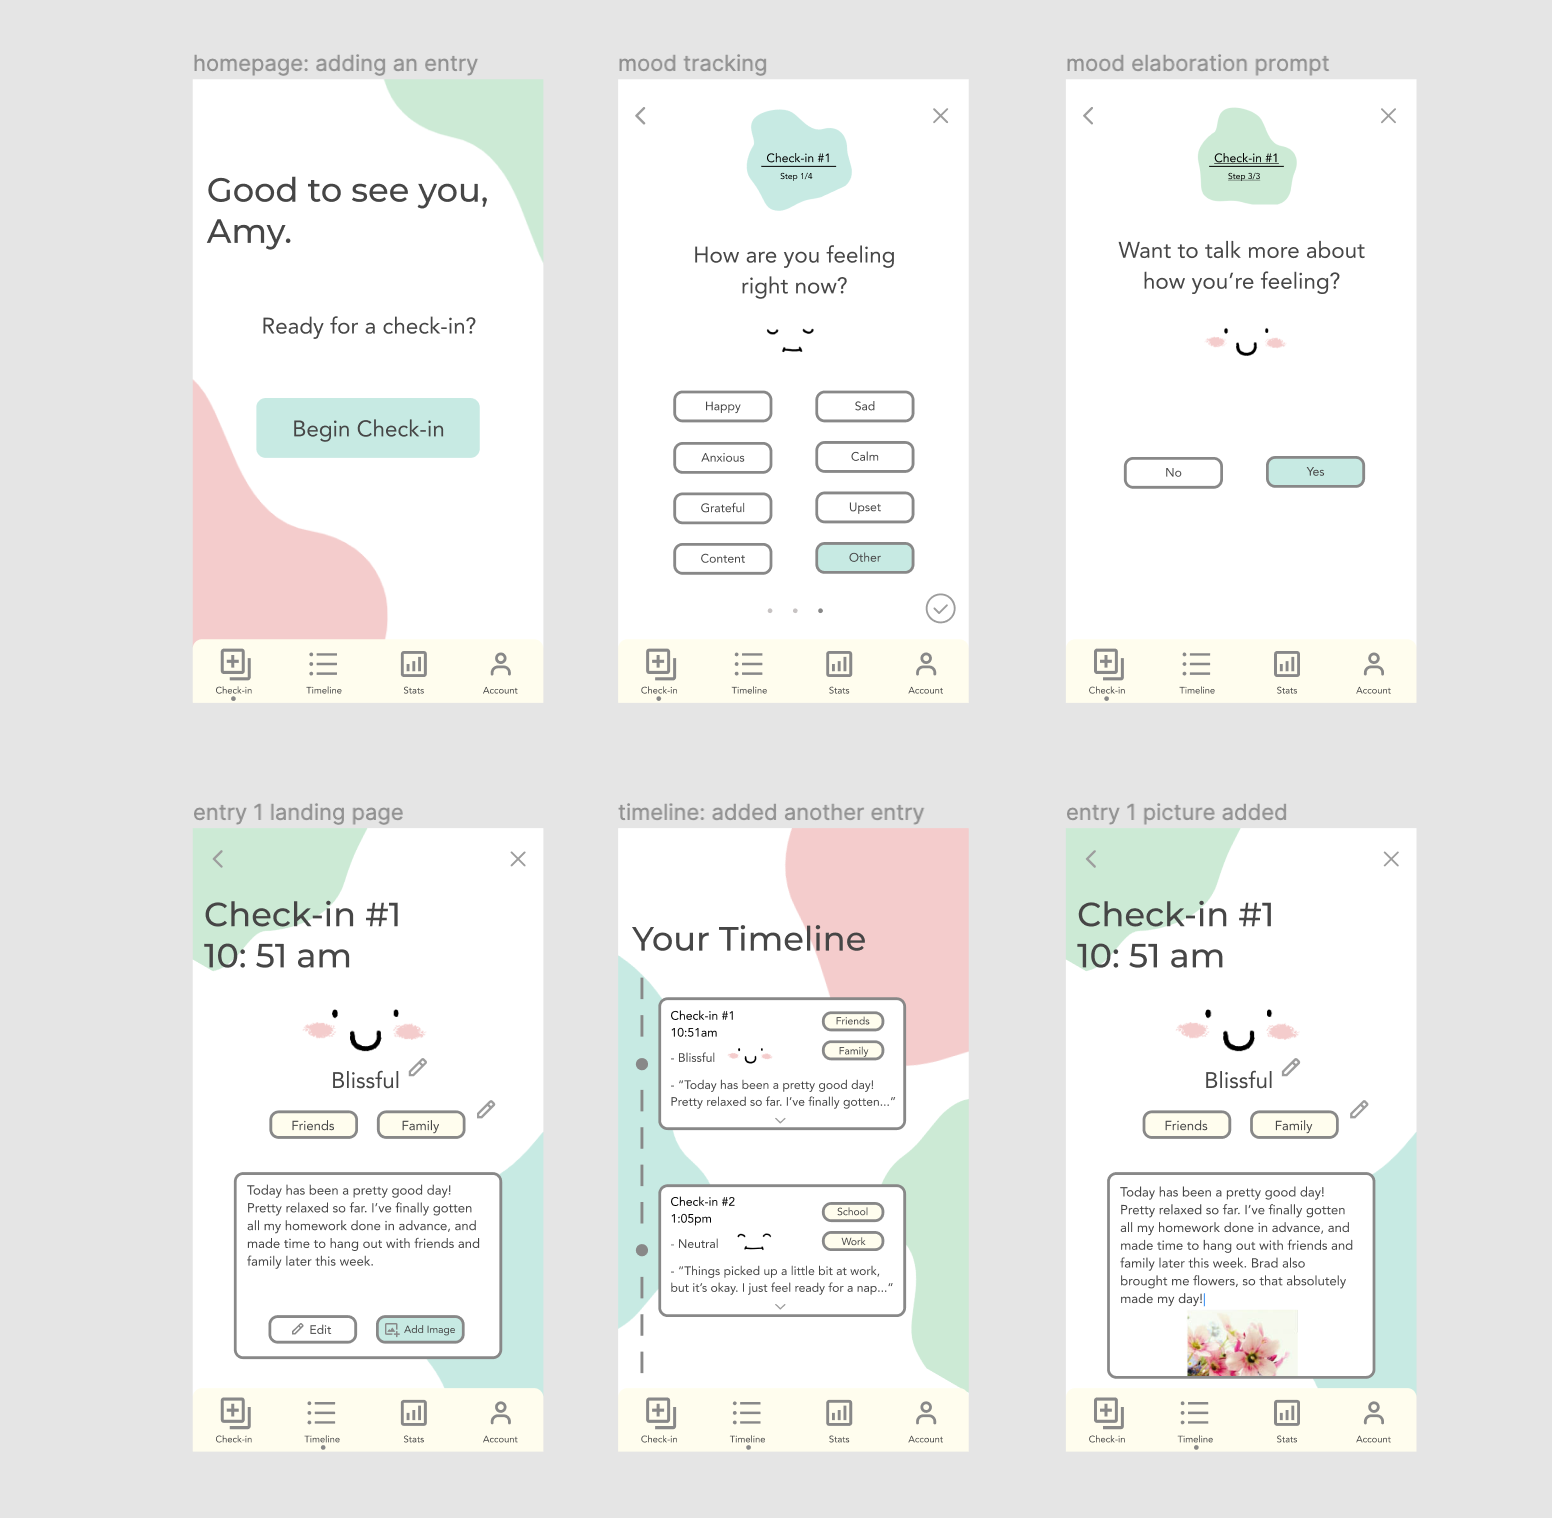 homepage: adding an entry
Good to see you,
Amy.
Ready for a check-in?
Begin Check-in
Check-in
Timeline
Stats
Account
mood tracking
Check-in #1
Step 1/4
How are you feeling
right now?
Happy
Sad
Anxious
Calm
Grateful
Upset
Content
Other
Check-in
Timeline
Stats
Account
mood elaboration prompt
Check-in #1
Step 3/3
Want to talk more about
how you’re feeling?
No
Yes
Check-in
Timeline
Stats
Account
entry 1 landing page
Check-in #1
10: 51 am
Blissful
Friends
Family
Today has been a pretty good day!
Pretty relaxed so far. I’ve finally gotten
all my homework done in advance, and
made time to hang out with friends and
family later this week.
Edit
Add Image
Check-in
Timeline
Stats
Account
timeline: added another entry
Your Timeline
Check-in #1
10:51am
Friends
Family
- Blissful
- “Today has been a pretty good day!
Pretty relaxed so far. I’ve finally gotten...”
Check-in #2
1:05pm
School
Work
- Neutral
- “Things picked up a little bit at work,
but it’s okay. I just feel ready for a nap...”
Check-in
Timeline
Stats
Account
entry 1 picture added
Check-in #1
10: 51 am
Blissful
Friends
Family
Today has been a pretty good day!
Pretty relaxed so far. I’ve finally gotten
all my homework done in advance, and
made time to hang out with friends and
family later this week. Brad also
brought me flowers, so that absolutely
made my day!
Check-in
Timeline
Stats
Account